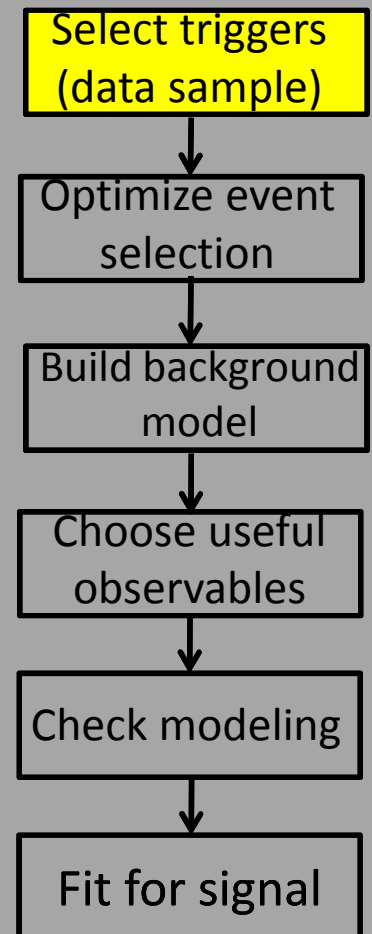 Select triggers
(data sample)
Optimize event
selection
Build background
model
Choose useful
observables
Check modeling
Fit for signal